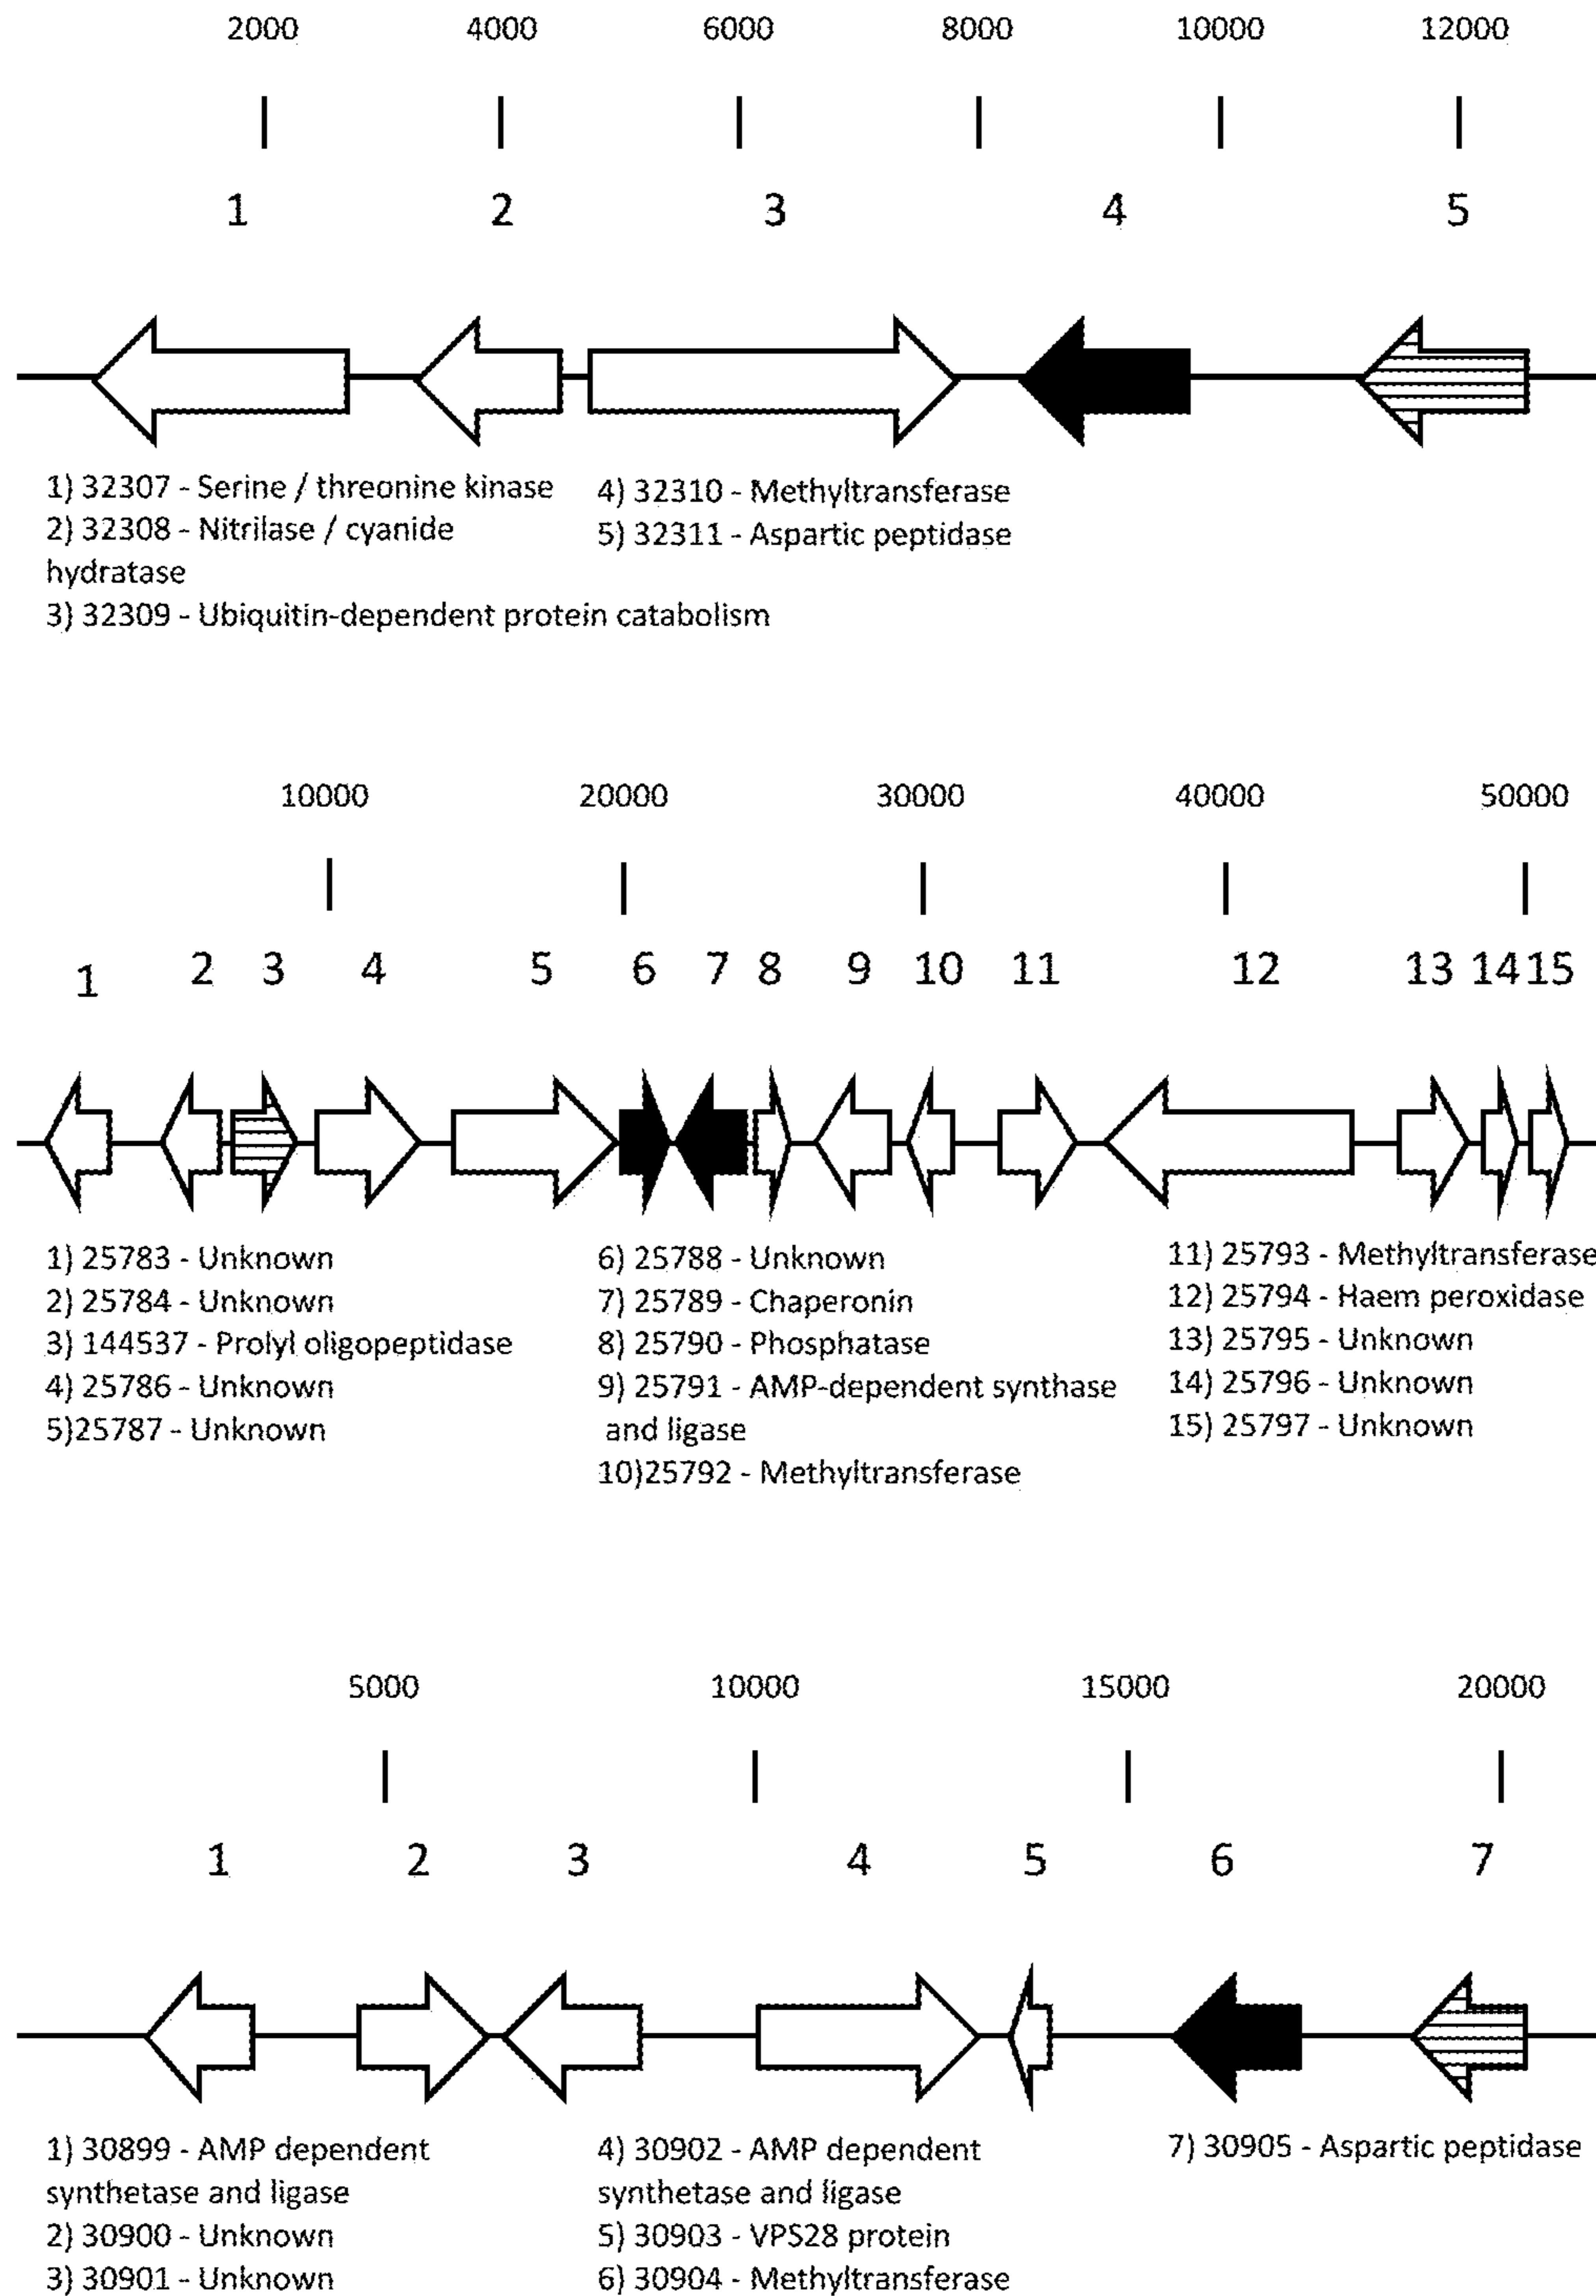 2000 4000 6000 8000 10000 12000
1 2 3 4 5
1) 32307 - Serine / threonine kinase
2) 32308 - Nitrilase / cyanide
hydratase
3) 32309 - Ubiquitin-dependent protein catabolism
4) 32310 - Methyltransferase
5) 32311 - Aspartic peptidase
10000 20000 30000 40000 50000
1 2 3 4 5 6 7 8 9 10 11 12 13 14 15
1) 25783 - Unknown
2) 25784 - Unknown
3) 144537 - Prolyl oligopeptidase
4) 25786 - Unknown
5)25787 - Unknown
6) 25788 - Unknown
7) 25789 - Chaperonin
8) 25790 - Phosphatase
9) 25791 - AMP-dependent synthase
and ligase
10)25792 - Methyltransferase
11) 25793 - Methyltransferase
12) 25794 - Haem peroxidase
13) 25795 - Unknown
14) 25796 - Unknown
15) 25797 - Unknown
5000 10000 15000 20000
1 2 3 4 5 6 7
1) 30899 - AMP dependent
synthetase and ligase
2) 30900 - Unknown
3) 30901 - Unknown
4) 30902 - AMP dependent
synthetase and ligase
5) 30903 - VPS28 protein
6) 30904 - Methyltransferase
7) 30905 - Aspartic peptidase